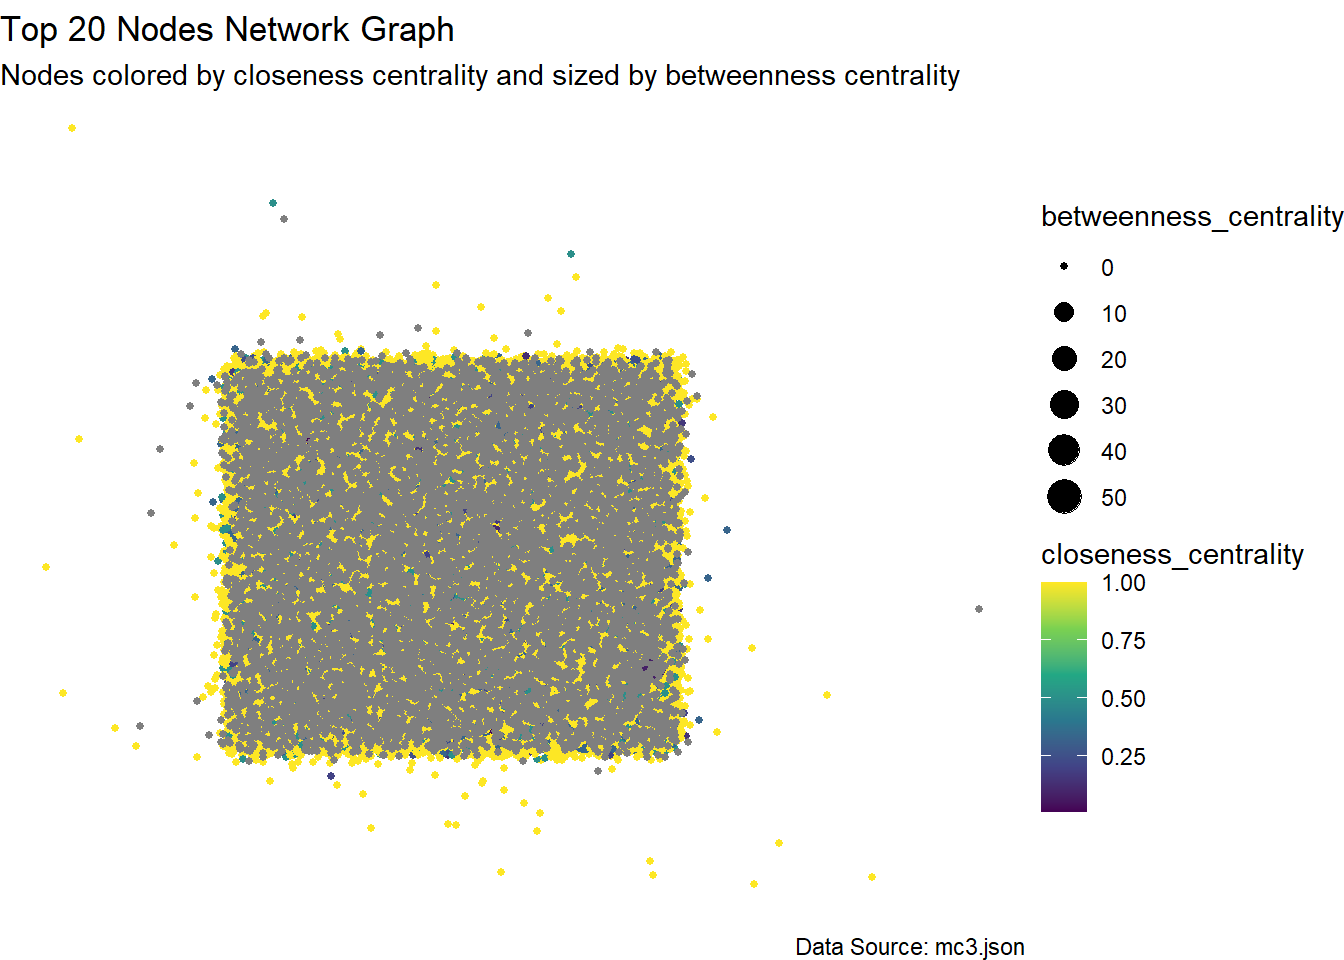 Top 20 Nodes Network Graph
Nodes colored by closeness centrality and sized by betweenness centrality
betweenness_centrality
0
10
20
30
40
50
closeness_centrality
1.00
0.75
0.50
0.25
Data Source: mc3.json